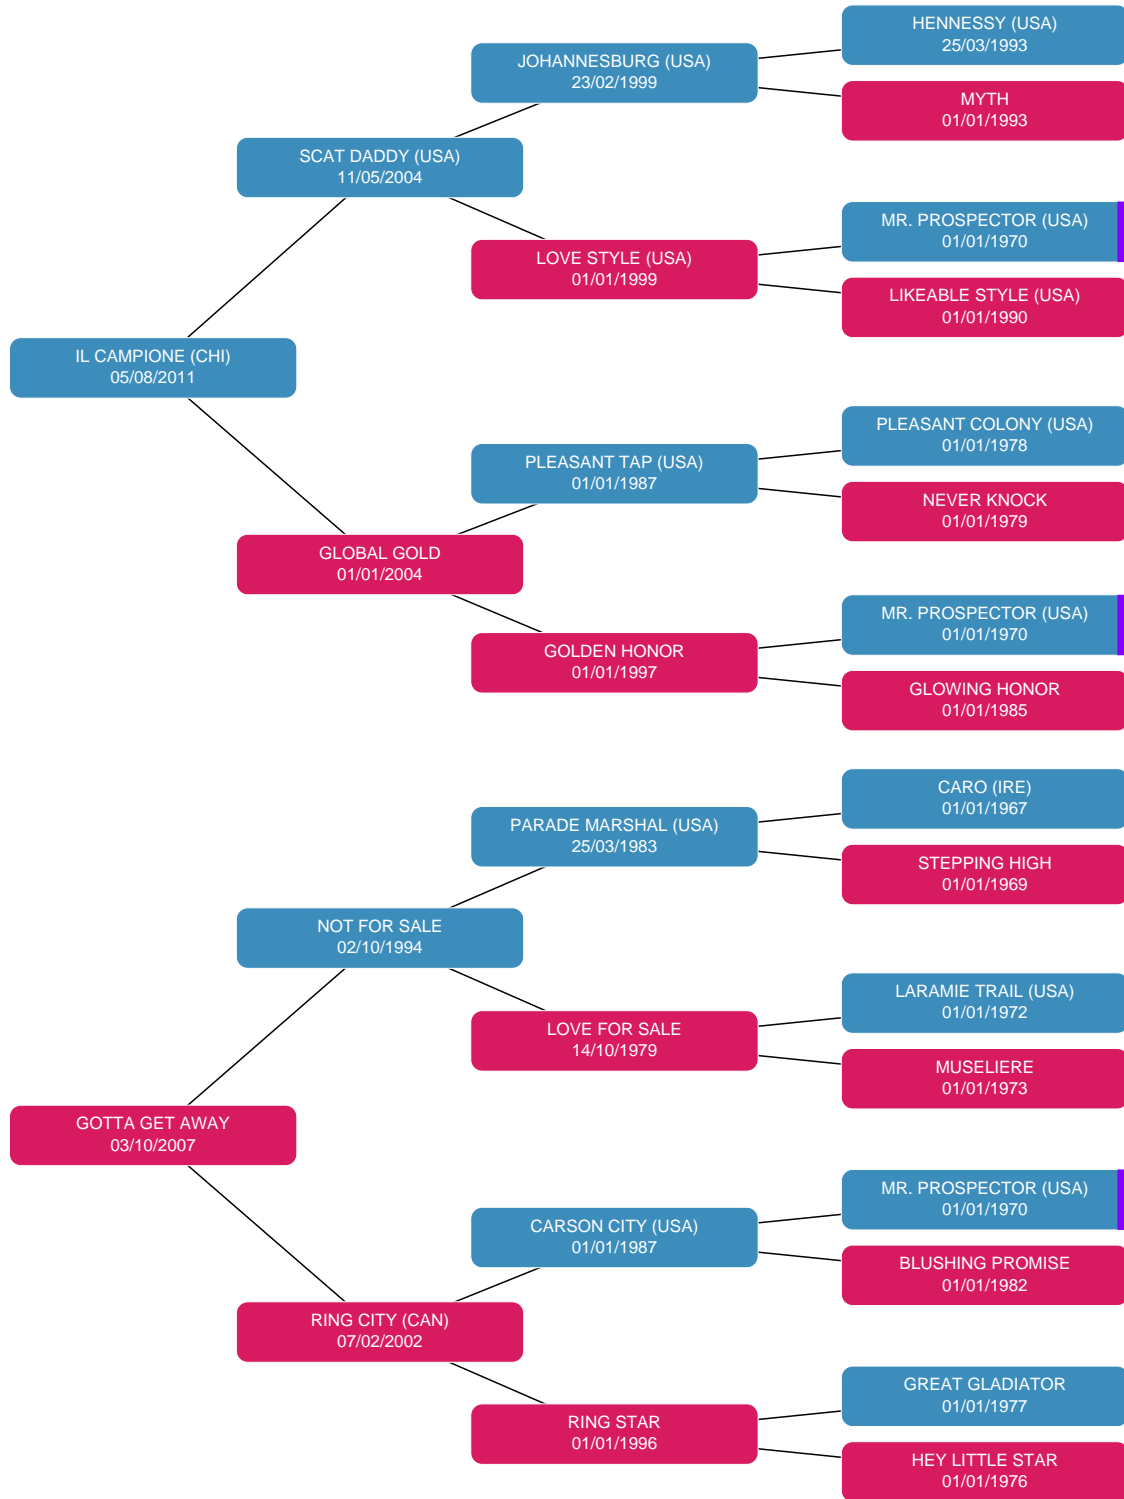 HENNESSY (USA)
25/03/1993
JOHANNESBURG (USA)
23/02/1999
MYTH
01/01/1993
SCAT DADDY (USA)
11/05/2004
MR. PROSPECTOR (USA)
01/01/1970
LOVE STYLE (USA)
01/01/1999
LIKEABLE STYLE (USA)
01/01/1990
IL CAMPIONE (CHI)
05/08/2011
PLEASANT COLONY (USA)
01/01/1978
PLEASANT TAP (USA)
01/01/1987
NEVER KNOCK
01/01/1979
GLOBAL GOLD
01/01/2004
MR. PROSPECTOR (USA)
01/01/1970
GOLDEN HONOR
01/01/1997
GLOWING HONOR
01/01/1985
CARO (IRE)
01/01/1967
PARADE MARSHAL (USA)
25/03/1983
STEPPING HIGH
01/01/1969
NOT FOR SALE
02/10/1994
LARAMIE TRAIL (USA)
01/01/1972
LOVE FOR SALE
14/10/1979
MUSELIERE
01/01/1973
GOTTA GET AWAY
03/10/2007
MR. PROSPECTOR (USA)
01/01/1970
CARSON CITY (USA)
01/01/1987
BLUSHING PROMISE
01/01/1982
RING CITY (CAN)
07/02/2002
GREAT GLADIATOR
01/01/1977
RING STAR
01/01/1996
HEY LITTLE STAR
01/01/1976